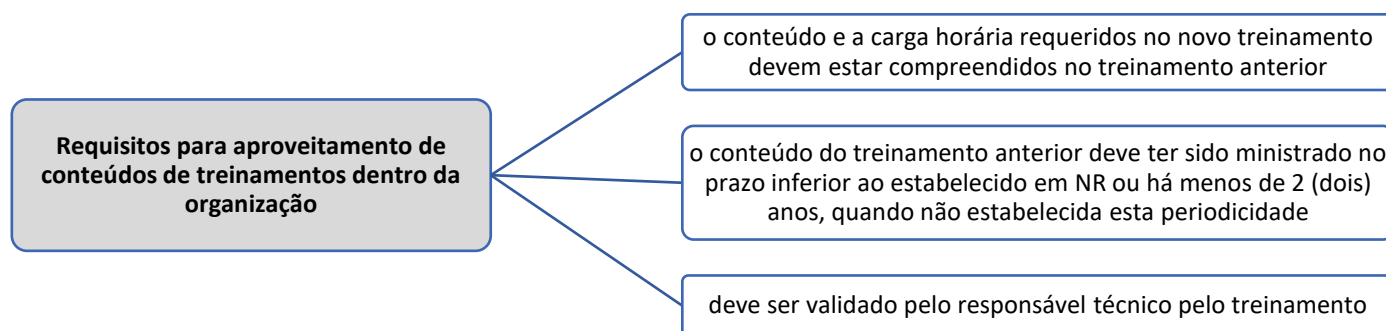 Requisitos para aproveitamento de
conteúdos de treinamentos dentro da
organização
o conteúdo e a carga horária requeridos no novo treinamento
devem estar compreendidos no treinamento anterior
o conteúdo do treinamento anterior deve ter sido ministrado no
prazo inferior ao estabelecido em NR ou há menos de 2 (dois)
anos, quando não estabelecida esta periodicidade
deve ser validado pelo responsável técnico pelo treinamento